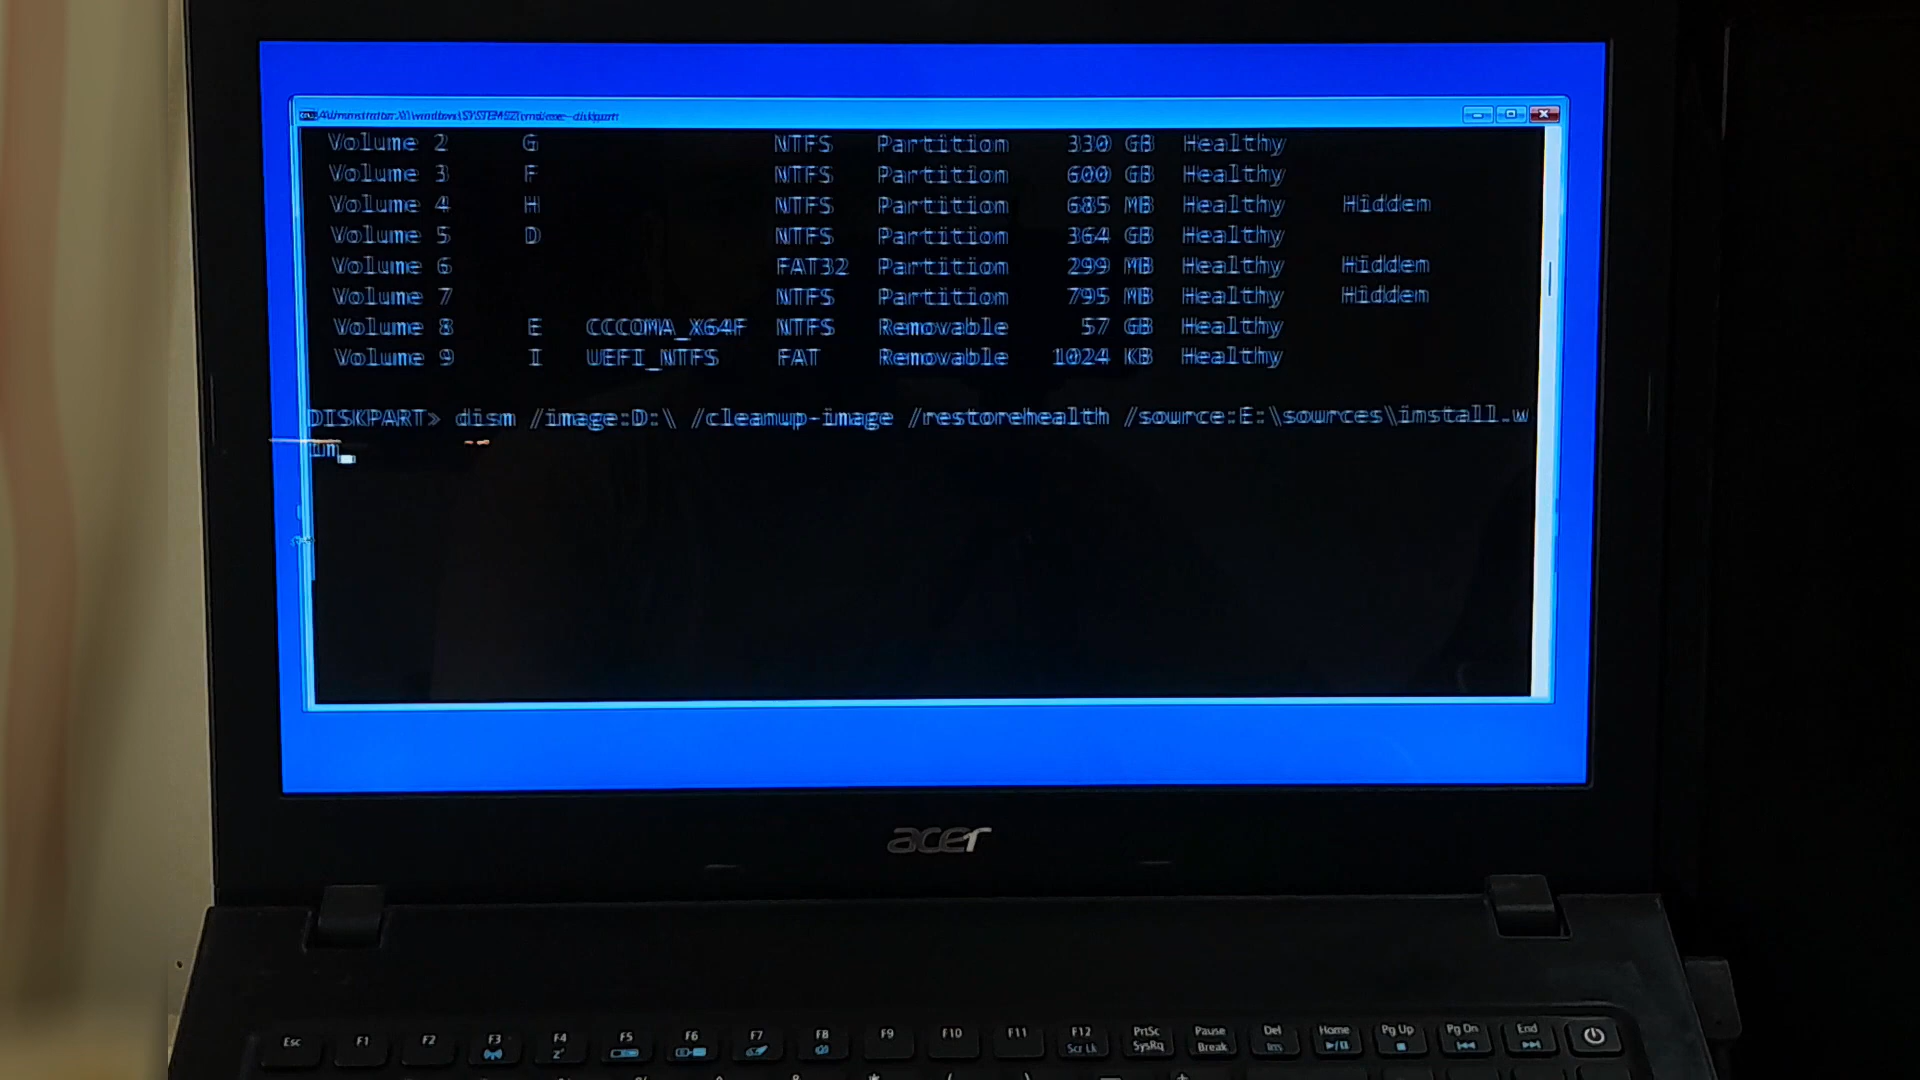 Administrator: X:\windows\SYSTEM32\cmd.exe - diskpart
Volume 2 G NTFS Partition 330 GB Healthy
Volume 3 F NTFS Partition 600 GB Healthy
Volume 4 H NTFS Partition 685 MB Healthy Hidden
Volume 5 D NTFS Partition 364 GB Healthy
Volume 6 FAT32 Partition 299 MB Healthy Hidden
Volume 7 NTFS Partition 795 MB Healthy Hidden
Volume 8 E CCCOMA_X64F NTFS Removable 57 GB Healthy
Volume 9 I UEFI_NTFS FAT Removable 1024 KB Healthy
DISKPART> dism /image:D:\ /cleanup-image /restorehealth /source:E:\sources\install.w
im
acer
Esc F1 F2 F3 F4 F5 F6 F7 F8 F9 F10 F11 F12 PrtSc Pause Del Home Pg Up Pg Dn End
Scr Lk SysRq Break Ins